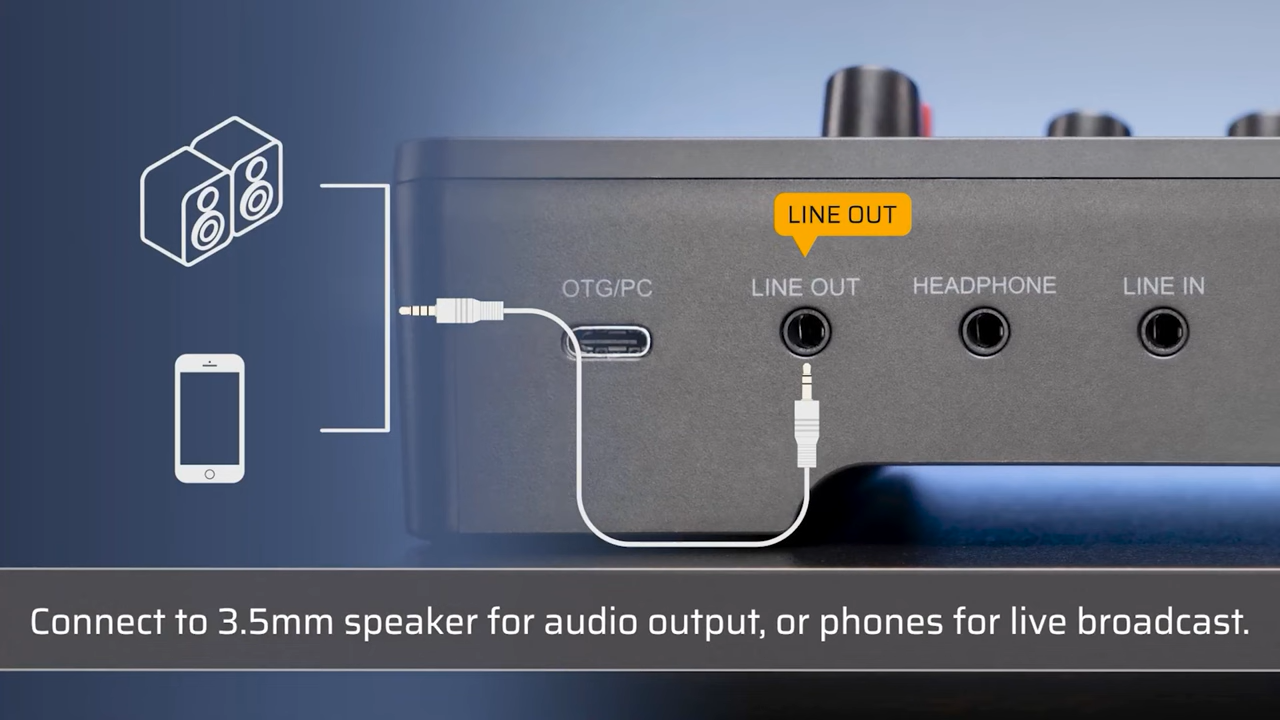 LINE OUT
OTG/PC
LINE OUT
HEADPHONE
LINE IN
Connect to 3.5mm speaker for audio output, or phones for live broadcast.